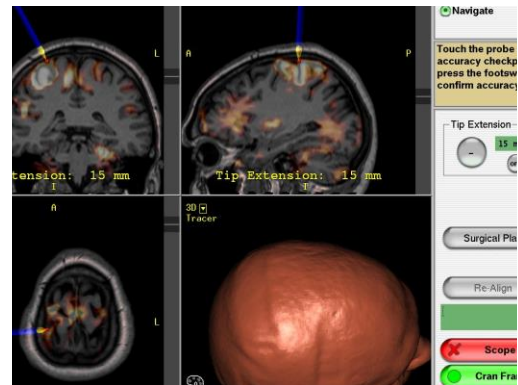 L
A
P
tension: 15 mm
I
Tip Extension: 15 mm
I
A
L
3D
Tracer
Navigate
Touch the probe
accuracy checkp
press the footsw
confirm accuracy
Tip Extension
-
15 m
Surgical Pla
Re-Align
Scope
Cran Fra